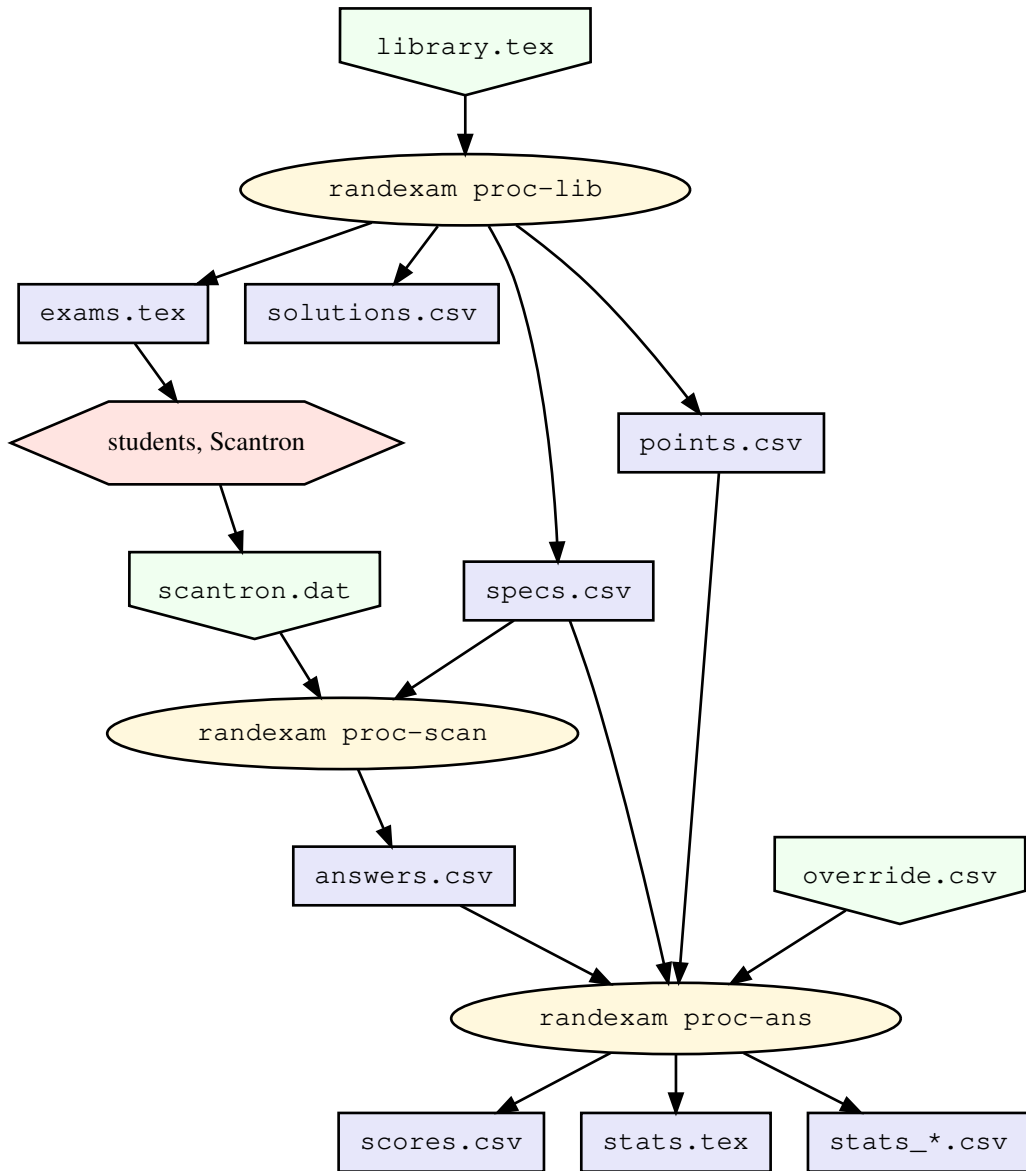 library.tex
randexam proc-lib
exams.tex
solutions.csv
students, Scantron
points.csv
scantron.dat
specs.csv
randexam proc-scan
answers.csv
override.csv
randexam proc-ans
scores.csv
stats.tex
stats_*.csv